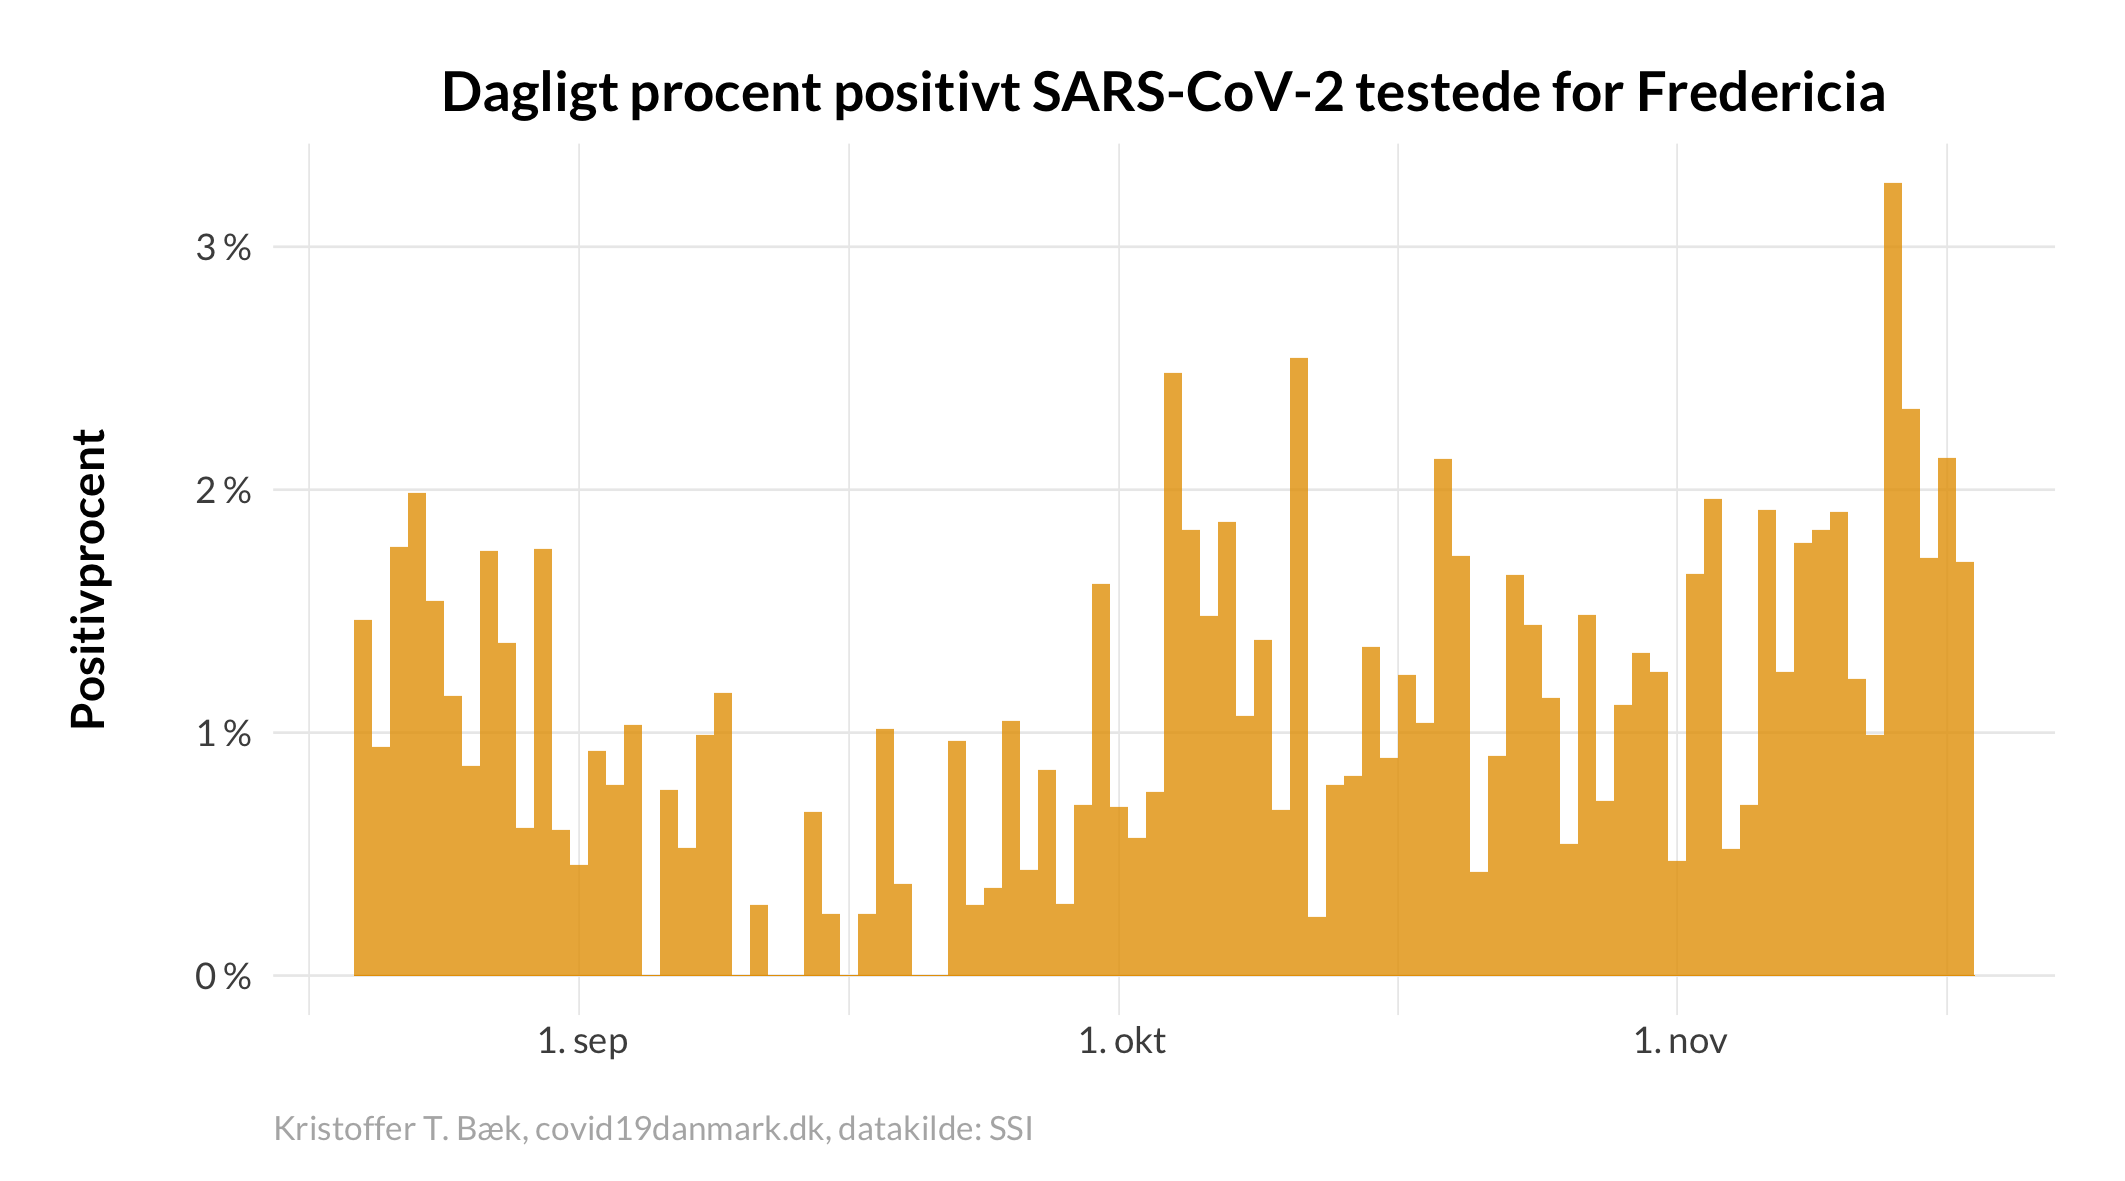 Dagligt procent positivt SARS-CoV-2 testede for Fredericia
Positivprocent
3 %
2 %
1 %
0 %
1. sep
1. okt
1. nov
Kristoffer T. Bæk, covid19danmark.dk, datakilde: SSI